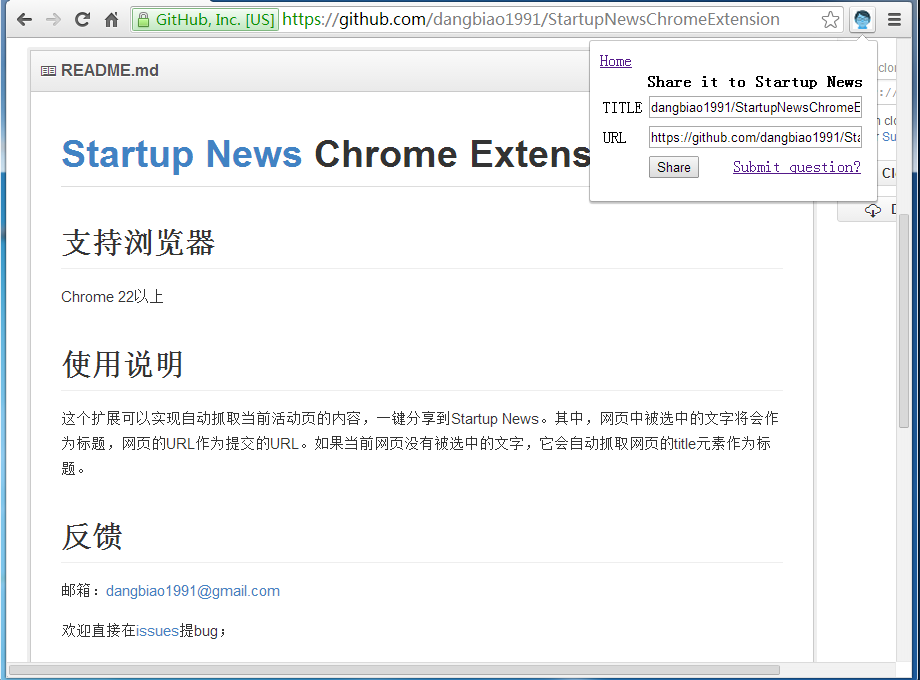 GitHub, Inc. [US] https://github.com/dangbiao1991/StartupNewsChromeExtension
README.md
Startup News Chrome Extens
支持浏览器
Chrome 22以上
使用说明
这个扩展可以实现自动抓取当前活动页的内容，一键分享到Startup News。其中，网页中被选中的文字将会作
为标题，网页的URL作为提交的URL。如果当前网页没有被选中的文字，它会自动抓取网页的title元素作为标
题。
反馈
邮箱：dangbiao1991@gmail.com
欢迎直接在issues提bug；
Home
Share it to Startup News
TITLE dangbiao1991/StartupNewsChromeE
URL https://github.com/dangbiao1991/Sta
Share Submit question?